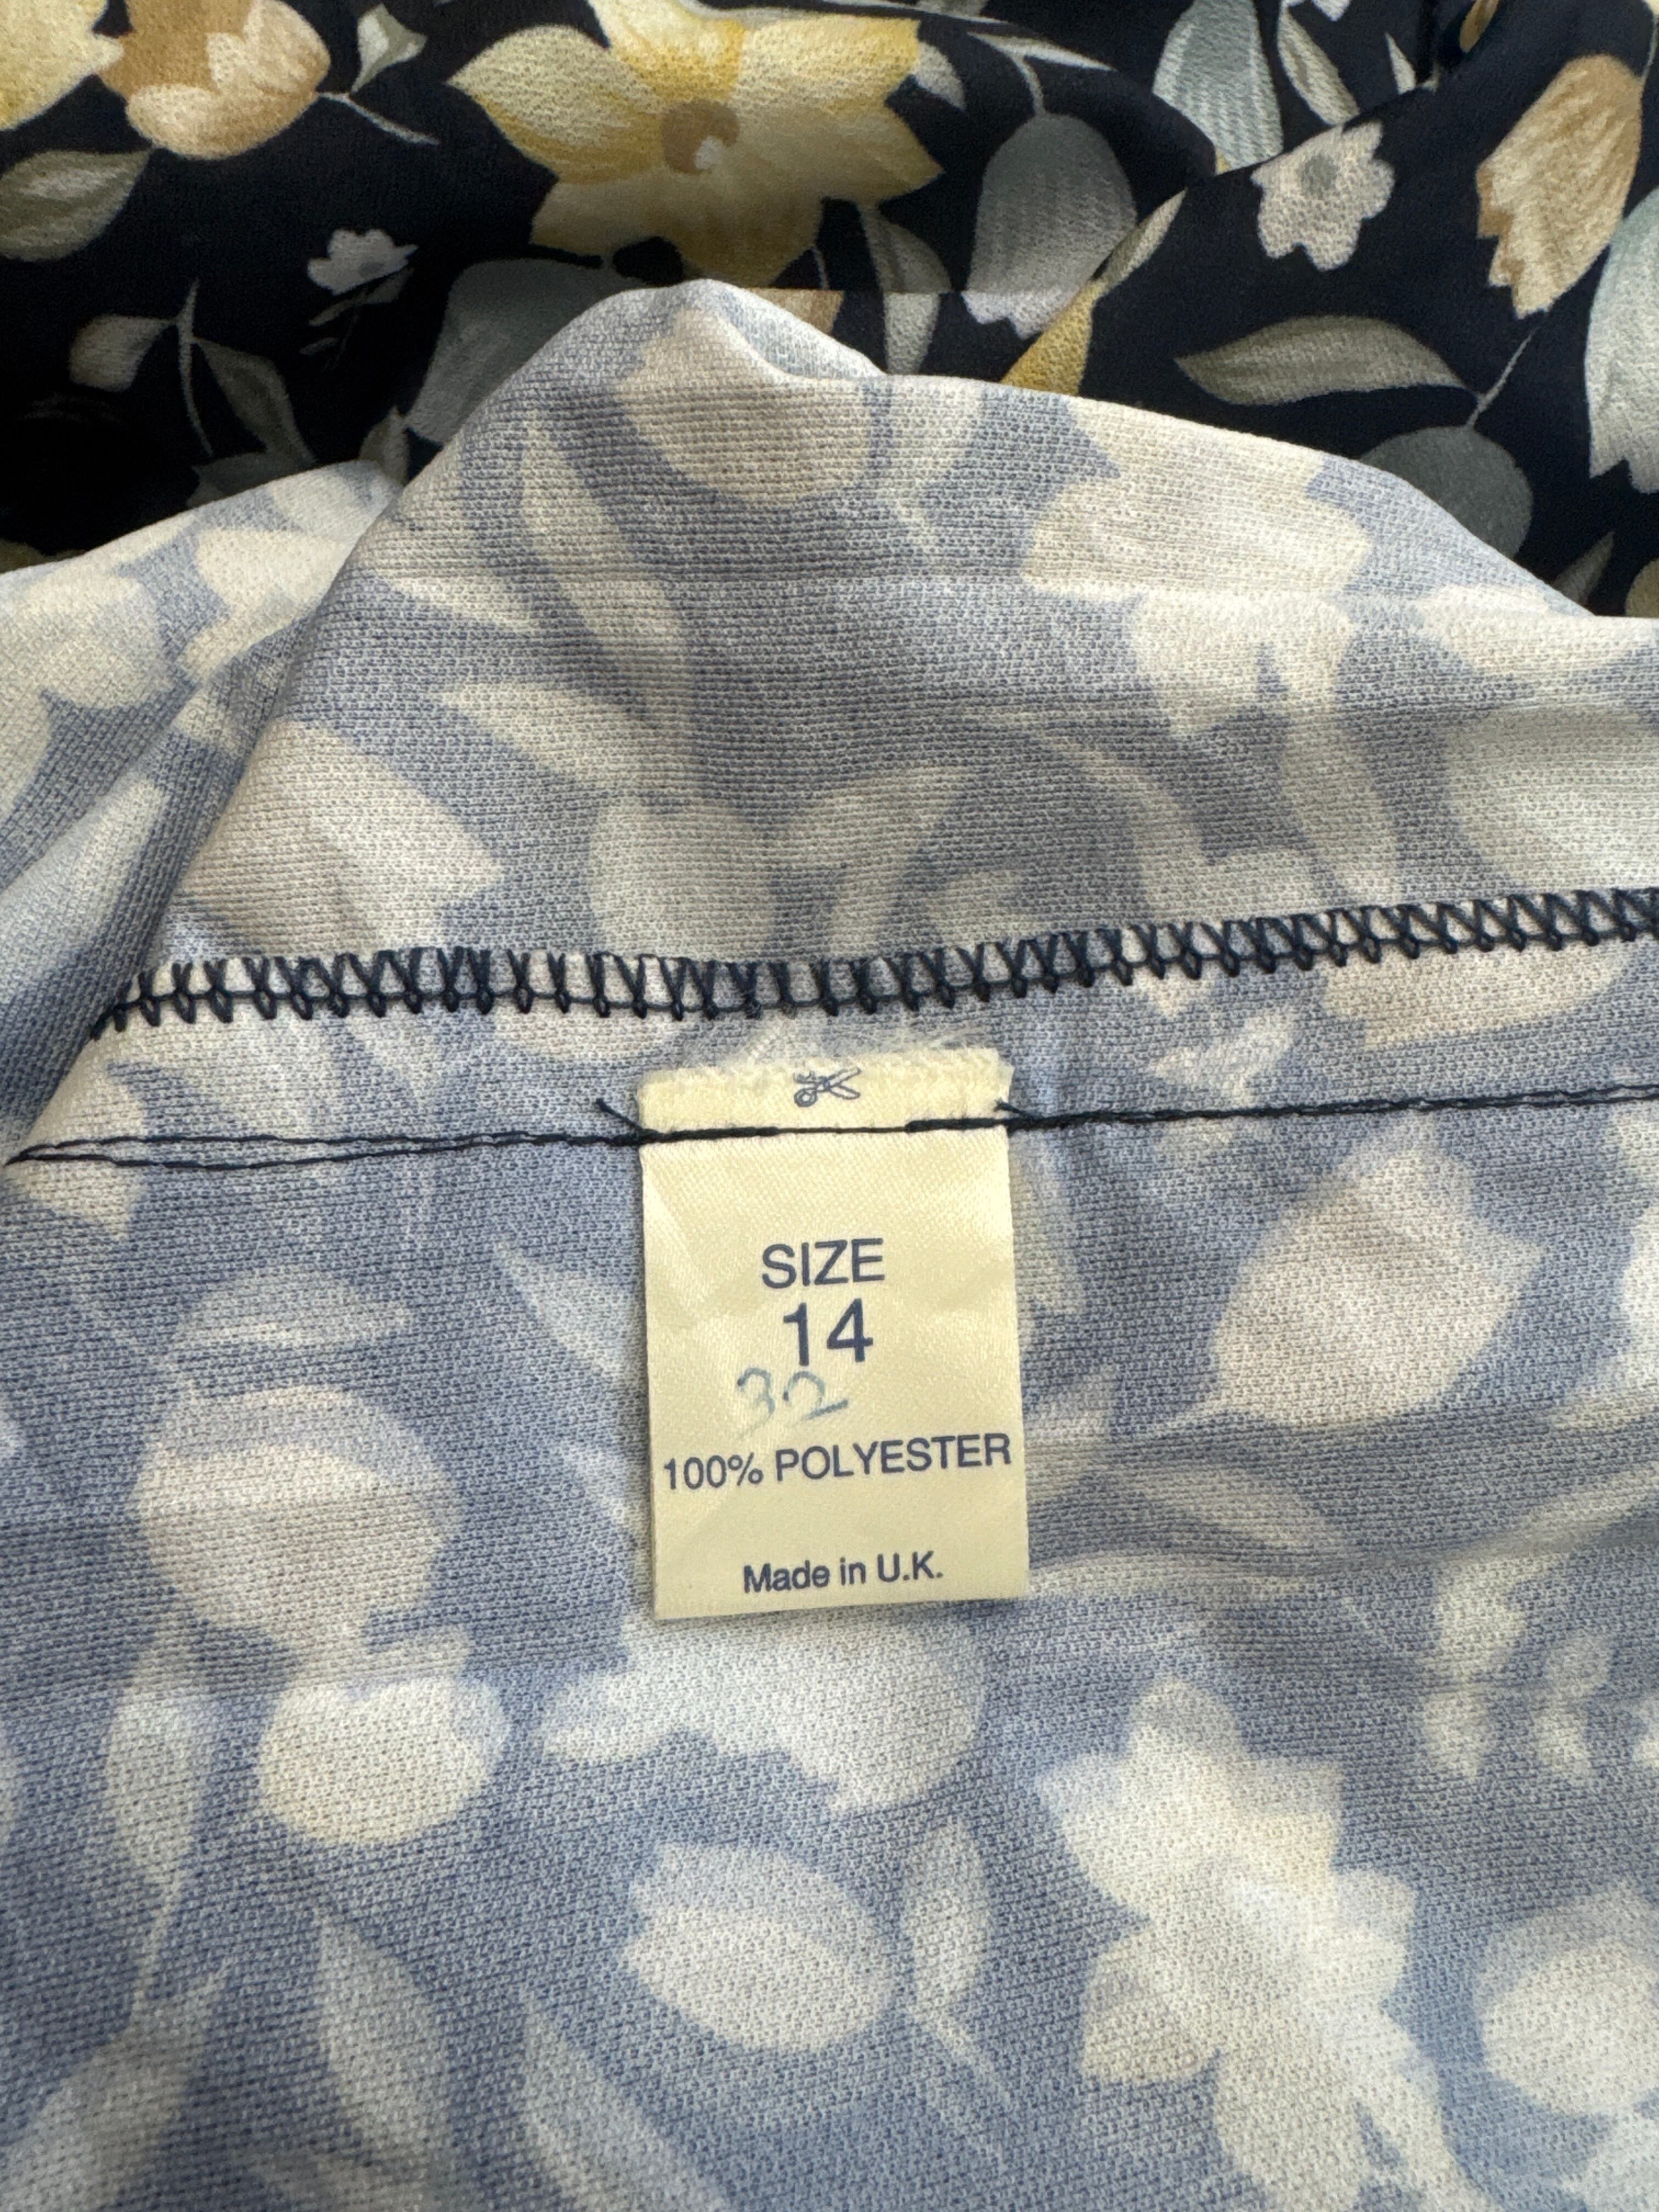 SIZE
14
32
100% POLYESTER
Made in U.K.